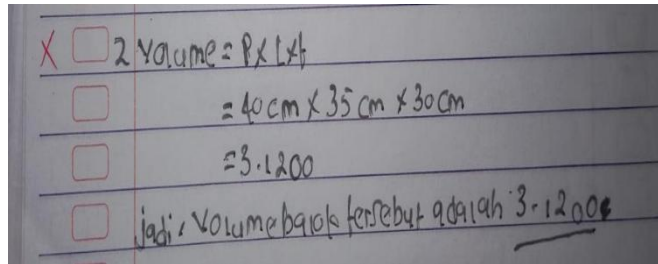 X 2 Volume = P x L x t
= 40 cm x 35 cm x 30 cm
= 3.1200
jadi, Volume balok tersebut adalah 3.1200